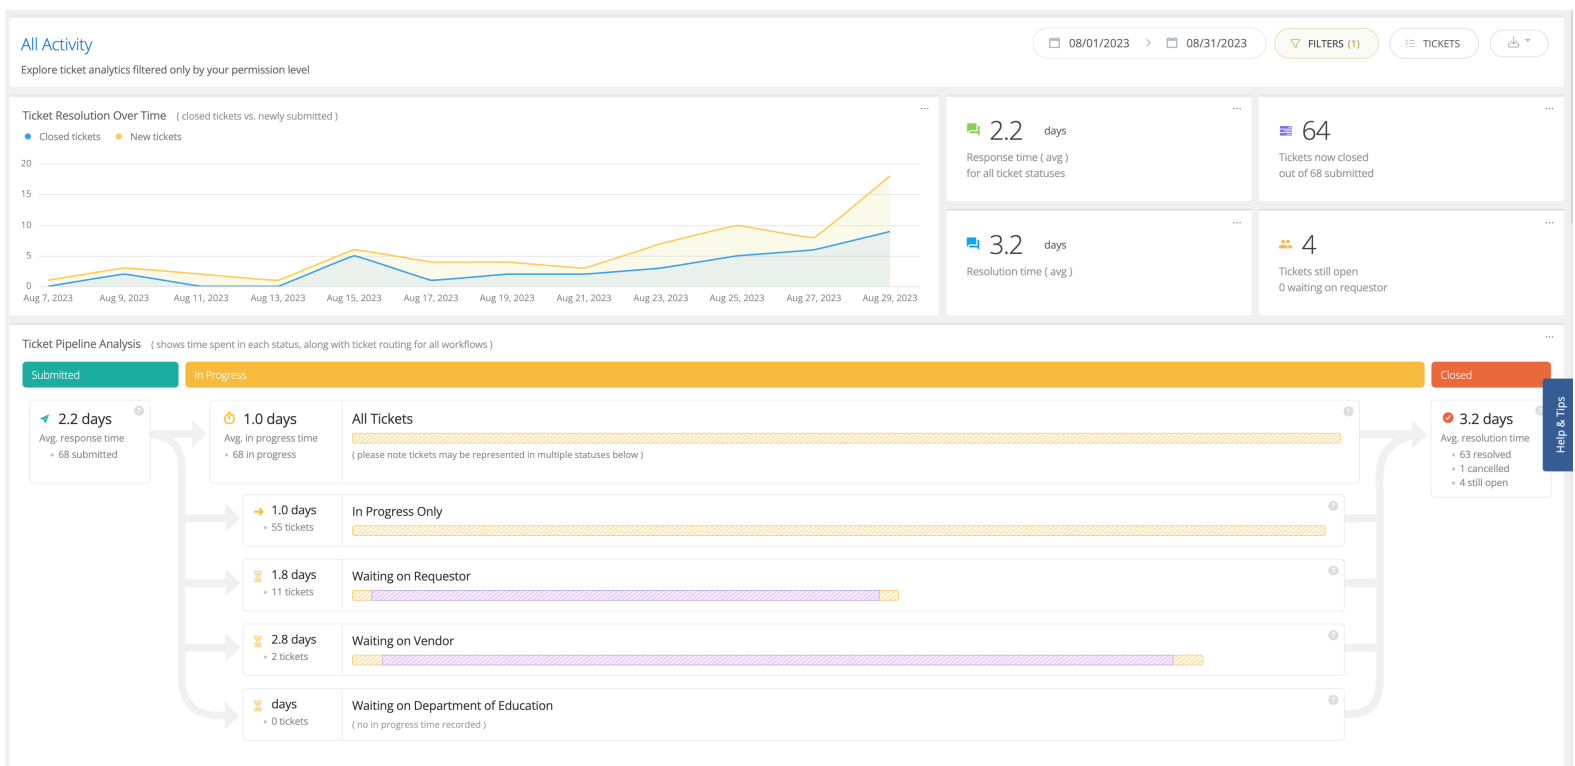 All Activity
Explore ticket analytics filtered only by your permission level
08/01/2023 > 08/31/2023
FILTERS (1)
TICKETS
Ticket Resolution Over Time ( closed tickets vs. newly submitted )
...
Closed tickets New tickets
20
15
10
5
0
Aug 7, 2023 Aug 9, 2023 Aug 11, 2023 Aug 13, 2023 Aug 15, 2023 Aug 17, 2023 Aug 19, 2023 Aug 21, 2023 Aug 23, 2023 Aug 25, 2023 Aug 27, 2023 Aug 29, 2023
...
2.2 days
Response time ( avg )
for all ticket statuses
...
64
Tickets now closed
out of 68 submitted
...
3.2 days
Resolution time ( avg )
...
4
Tickets still open
0 waiting on requestor
Ticket Pipeline Analysis ( shows time spent in each status, along with ticket routing for all workflows )
...
Submitted
In Progress
Closed
2.2 days
?
Avg. response time
68 submitted
1.0 days
Avg. in progress time
68 in progress
All Tickets
?
( please note tickets may be represented in multiple statuses below )
1.0 days
55 tickets
In Progress Only
?
1.8 days
11 tickets
Waiting on Requestor
?
2.8 days
2 tickets
Waiting on Vendor
?
days
0 tickets
Waiting on Department of Education
?
( no in progress time recorded )
3.2 days
?
Avg. resolution time
63 resolved
1 cancelled
4 still open
Help & Tips